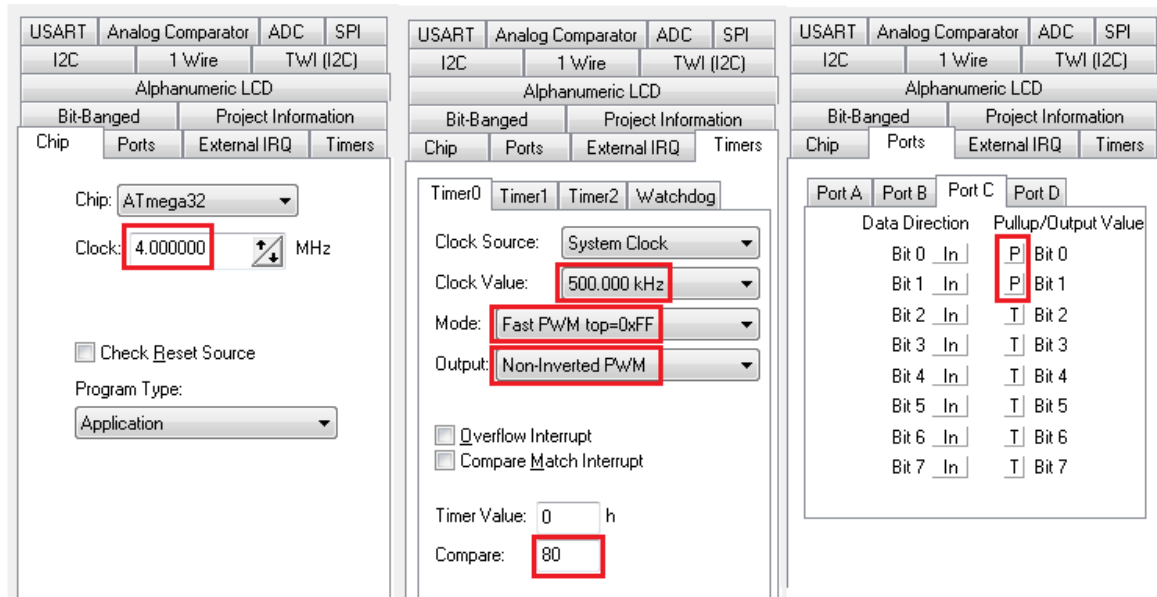 USART Analog Comparator ADC SPI
I2C 1 Wire TWI (I2C)
Alphanumeric LCD
Bit-Banged Project Information
Chip Ports External IRQ Timers
Chip: ATmega32
Clock: 4.000000 MHz
Check Reset Source
Program Type:
Application
USART Analog Comparator ADC SPI
I2C 1 Wire TWI (I2C)
Alphanumeric LCD
Bit-Banged Project Information
Chip Ports External IRQ Timers
Timer0 Timer1 Timer2 Watchdog
Clock Source: System Clock
Clock Value: 500.000 kHz
Mode: Fast PWM top=0xFF
Output: Non-Inverted PWM
Overflow Interrupt
Compare Match Interrupt
Timer Value: 0 h
Compare: 80
USART Analog Comparator ADC SPI
I2C 1 Wire TWI (I2C)
Alphanumeric LCD
Bit-Banged Project Information
Chip Ports External IRQ Timers
Port A Port B Port C Port D
Data Direction Pullup/Output Value
Bit 0 In P Bit 0
Bit 1 In P Bit 1
Bit 2 In T Bit 2
Bit 3 In T Bit 3
Bit 4 In T Bit 4
Bit 5 In T Bit 5
Bit 6 In T Bit 6
Bit 7 In T Bit 7